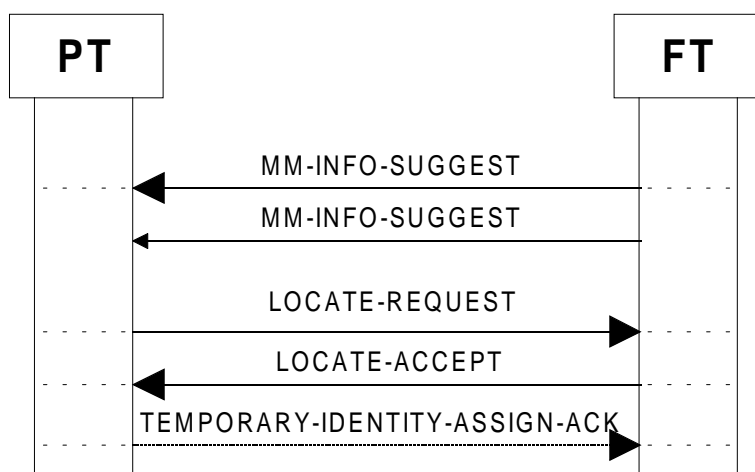 PT FT
MM-INFO-SUGGEST
MM-INFO-SUGGEST
LOCATE-REQUEST
LOCATE-ACCEPT
TEMPORARY-IDENTITY-ASSIGN-ACK